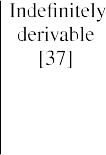 Indefinitely
derivable
[37]